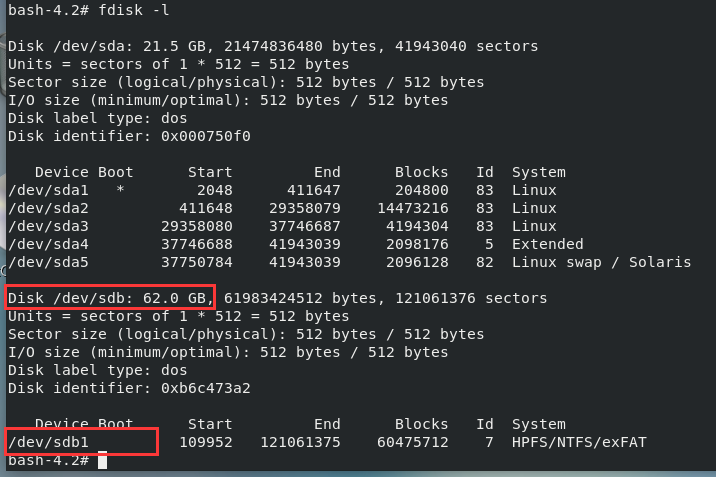 bash-4.2# fdisk -l
Disk /dev/sda: 21.5 GB, 21474836480 bytes, 41943040 sectors
Units = sectors of 1 * 512 = 512 bytes
Sector size (logical/physical): 512 bytes / 512 bytes
I/O size (minimum/optimal): 512 bytes / 512 bytes
Disk label type: dos
Disk identifier: 0x000750f0
Device Boot Start End Blocks Id System
/dev/sda1 * 2048 411647 204800 83 Linux
/dev/sda2 411648 29358079 14473216 83 Linux
/dev/sda3 29358080 37746687 4194304 83 Linux
/dev/sda4 37746688 41943039 2098176 5 Extended
/dev/sda5 37750784 41943039 2096128 82 Linux swap / Solaris
Disk /dev/sdb: 62.0 GB, 61983424512 bytes, 121061376 sectors
Units = sectors of 1 * 512 = 512 bytes
Sector size (logical/physical): 512 bytes / 512 bytes
I/O size (minimum/optimal): 512 bytes / 512 bytes
Disk label type: dos
Disk identifier: 0xb6c473a2
Device Boot Start End Blocks Id System
/dev/sdb1 109952 121061375 60475712 7 HPFS/NTFS/exFAT
bash-4.2#